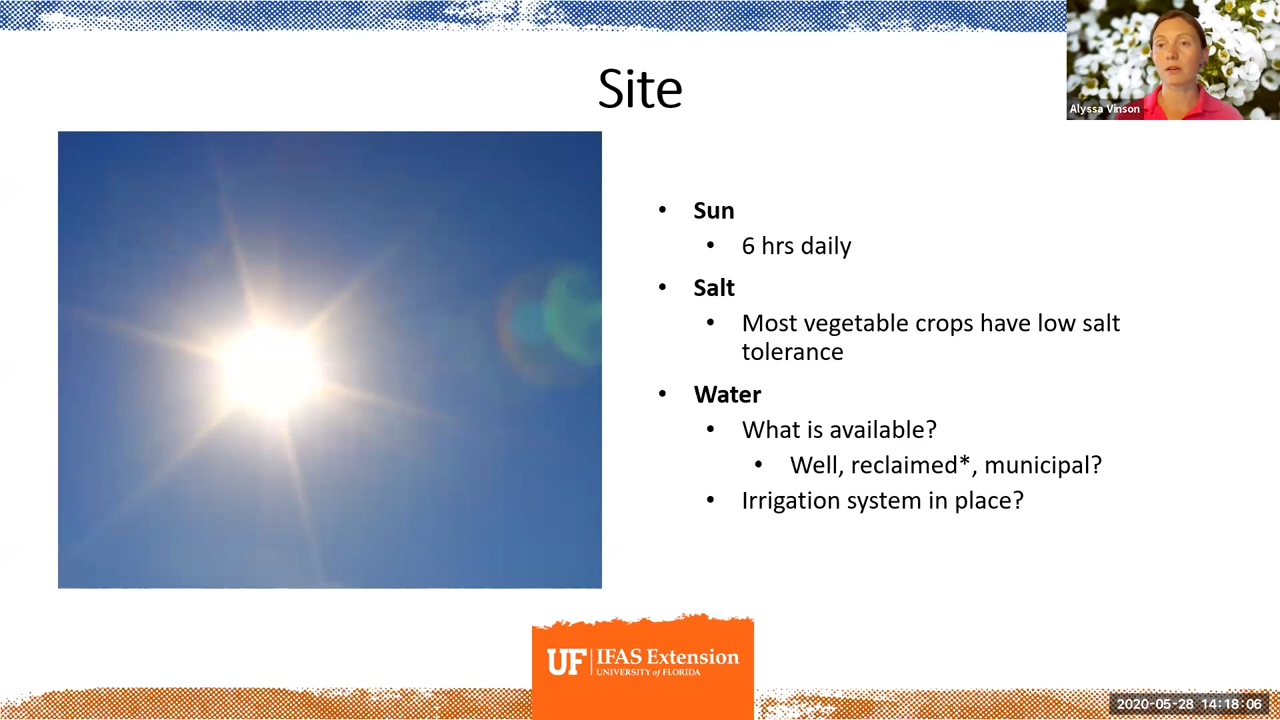 Site
Alyssa Vinson
• Sun
• 6 hrs daily
• Salt
• Most vegetable crops have low salt
tolerance
• Water
• What is available?
• Well, reclaimed*, municipal?
• Irrigation system in place?
UF | IFAS Extension
UNIVERSITY of FLORIDA
2020-05-28 14:18:06